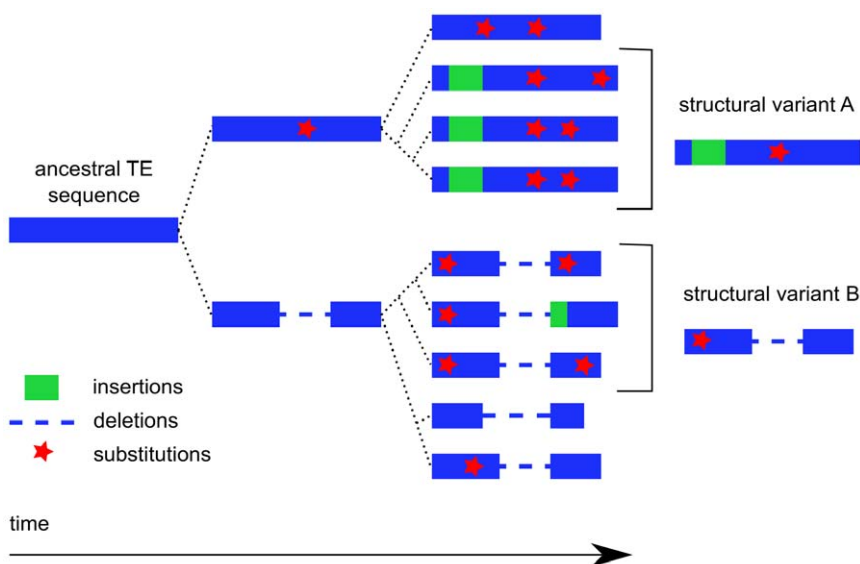 structural variant A
ancestral TE
sequence
structural variant B
insertions
deletions
substitutions
time